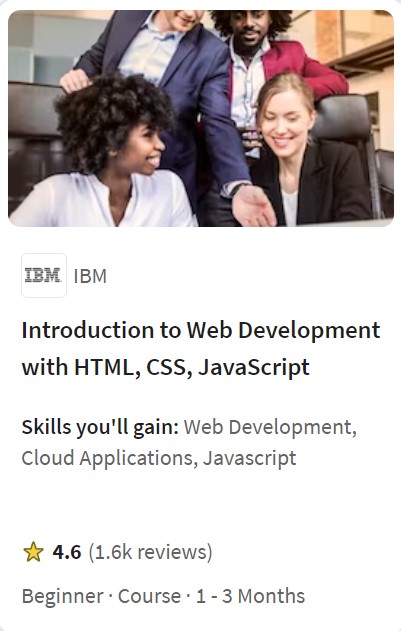 IBM IBM
Introduction to Web Development
with HTML, CSS, JavaScript
Skills you'll gain: Web Development,
Cloud Applications, Javascript
4.6 (1.6k reviews)
Beginner · Course · 1 - 3 Months